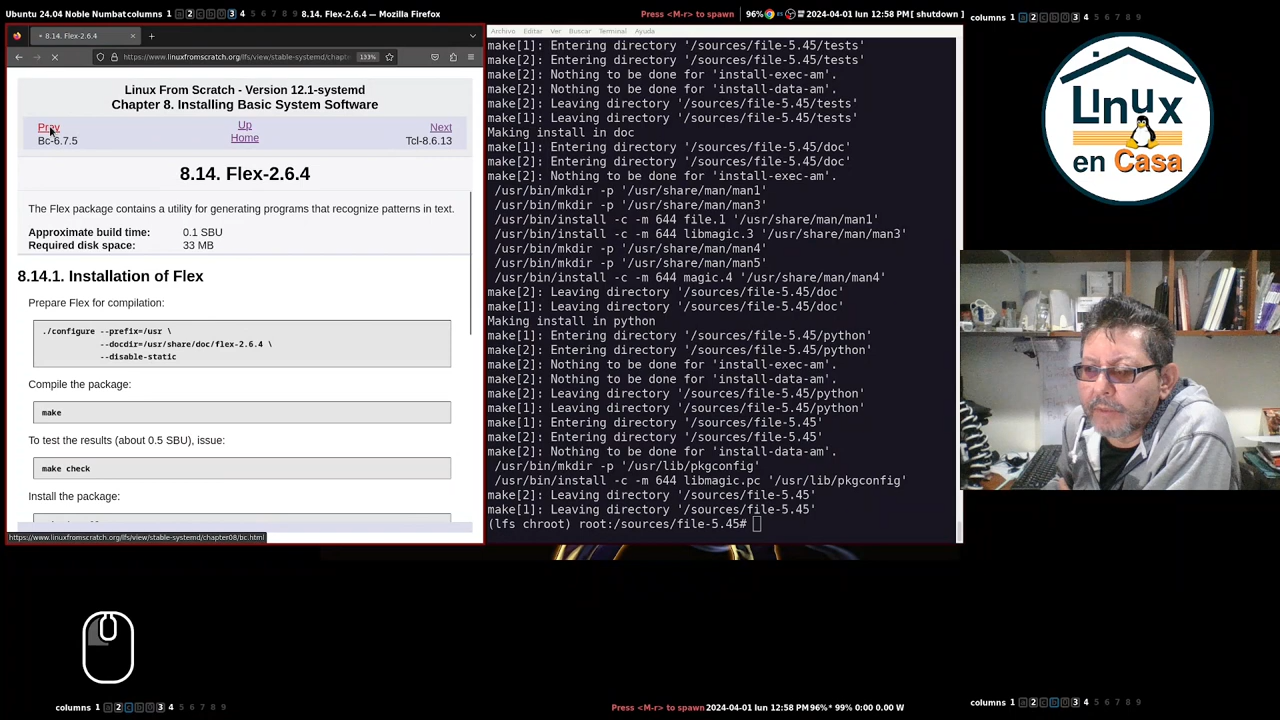 Ubuntu 24.04 Noble Numbat columns 1 a 2 c b 0 3 4 5 6 7 8 9 8.14. Flex-2.6.4 — Mozilla Firefox
Press <M-r> to spawn 96% 2024-04-01 lun 12:58 PM [ shutdown ]
columns 1 a 2 c b 0 3 4 5 6 7 8 9
8.14. Flex-2.6.4
https://www.linuxfromscratch.org/lfs/view/stable-systemd/chapt
133%
Linux From Scratch - Version 12.1-systemd
Chapter 8. Installing Basic System Software
Prev
Up
Next
Bc-6.7.5
Home
Tcl-8.6.13
8.14. Flex-2.6.4
The Flex package contains a utility for generating programs that recognize patterns in text.
Approximate build time: 0.1 SBU
Required disk space: 33 MB
8.14.1. Installation of Flex
Prepare Flex for compilation:
./configure --prefix=/usr \
--docdir=/usr/share/doc/flex-2.6.4 \
--disable-static
Compile the package:
make
To test the results (about 0.5 SBU), issue:
make check
Install the package:
https://www.linuxfromscratch.org/lfs/view/stable-systemd/chapter08/bc.html
Archivo Editar Ver Buscar Terminal Ayuda
make[1]: Entering directory '/sources/file-5.45/tests'
make[2]: Entering directory '/sources/file-5.45/tests'
make[2]: Nothing to be done for 'install-exec-am'.
make[2]: Nothing to be done for 'install-data-am'.
make[2]: Leaving directory '/sources/file-5.45/tests'
make[1]: Leaving directory '/sources/file-5.45/tests'
Making install in doc
make[1]: Entering directory '/sources/file-5.45/doc'
make[2]: Entering directory '/sources/file-5.45/doc'
make[2]: Nothing to be done for 'install-exec-am'.
/usr/bin/mkdir -p '/usr/share/man/man1'
/usr/bin/mkdir -p '/usr/share/man/man3'
/usr/bin/install -c -m 644 file.1 '/usr/share/man/man1'
/usr/bin/install -c -m 644 libmagic.3 '/usr/share/man/man3'
/usr/bin/mkdir -p '/usr/share/man/man4'
/usr/bin/mkdir -p '/usr/share/man/man5'
/usr/bin/install -c -m 644 magic.4 '/usr/share/man/man4'
make[2]: Leaving directory '/sources/file-5.45/doc'
make[1]: Leaving directory '/sources/file-5.45/doc'
Making install in python
make[1]: Entering directory '/sources/file-5.45/python'
make[2]: Entering directory '/sources/file-5.45/python'
make[2]: Nothing to be done for 'install-exec-am'.
make[2]: Nothing to be done for 'install-data-am'.
make[2]: Leaving directory '/sources/file-5.45/python'
make[1]: Leaving directory '/sources/file-5.45/python'
make[1]: Entering directory '/sources/file-5.45'
make[2]: Entering directory '/sources/file-5.45'
make[2]: Nothing to be done for 'install-data-am'.
/usr/bin/mkdir -p '/usr/lib/pkgconfig'
/usr/bin/install -c -m 644 libmagic.pc '/usr/lib/pkgconfig'
make[2]: Leaving directory '/sources/file-5.45'
make[1]: Leaving directory '/sources/file-5.45'
(lfs chroot) root:/sources/file-5.45#
Linux
en Casa
columns 1 a 2 c b 0 3 4 5 6 7 8 9
Press <M-r> to spawn 2024-04-01 lun 12:58 PM 96%* 99% 0:00 0.00 W
columns 1 a 2 c b 0 3 4 5 6 7 8 9